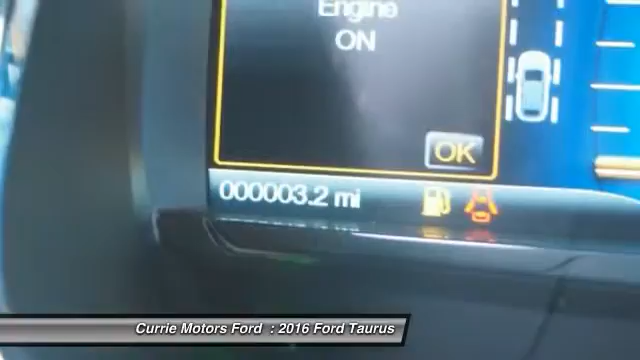 Engine
ON
OK
000003.2 mi
Currie Motors Ford : 2016 Ford Taurus